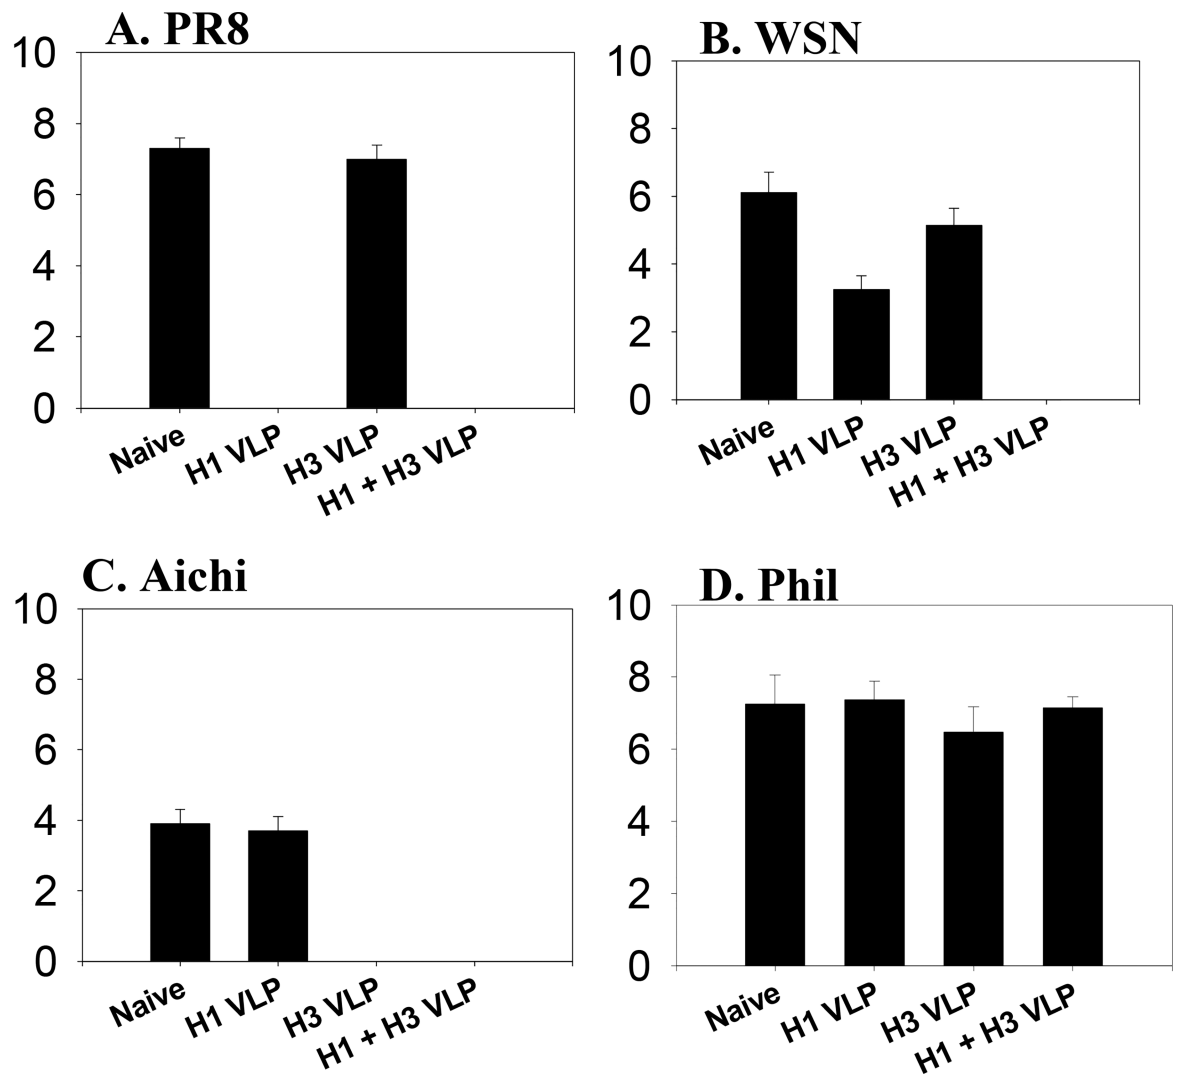 A. PR8
10
8
6
4
2
0
Naive
H1 VLP
H3 VLP
H1 + H3 VLP
B. WSN
10
8
6
4
2
0
Naive
H1 VLP
H3 VLP
H1 + H3 VLP
C. Aichi
10
8
6
4
2
0
Naive
H1 VLP
H3 VLP
H1 + H3 VLP
D. Phil
10
8
6
4
2
0
Naive
H1 VLP
H3 VLP
H1 + H3 VLP